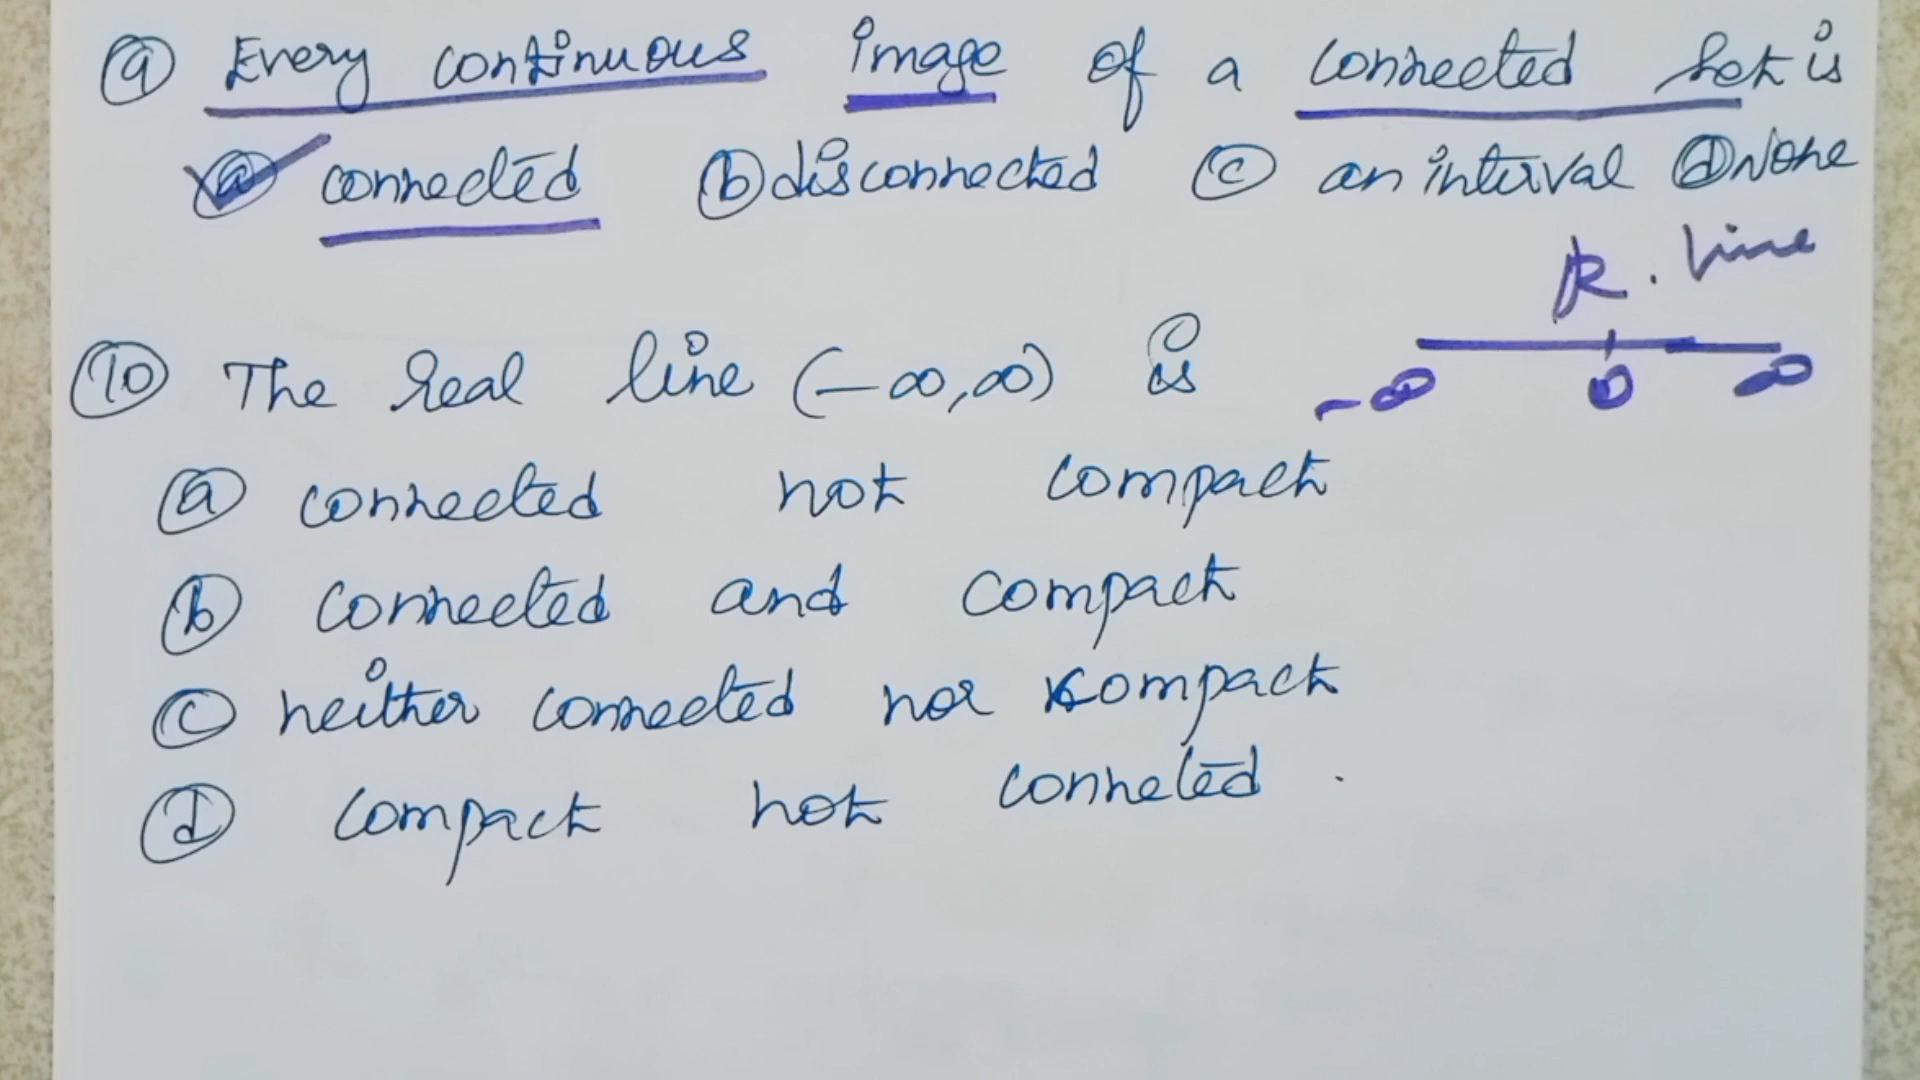 9 Every continuous image of a connected set is
a connected b disconnected c an interval d None
R. line
-∞ 0 ∞
10 The real line (-∞,∞) is
a connected not compact
b connected and compact
c neither connected nor compact
d compact not conneted.